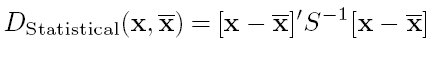 D_Statistical(x, x̅) = [x − x̅]′S⁻¹[x − x̅]